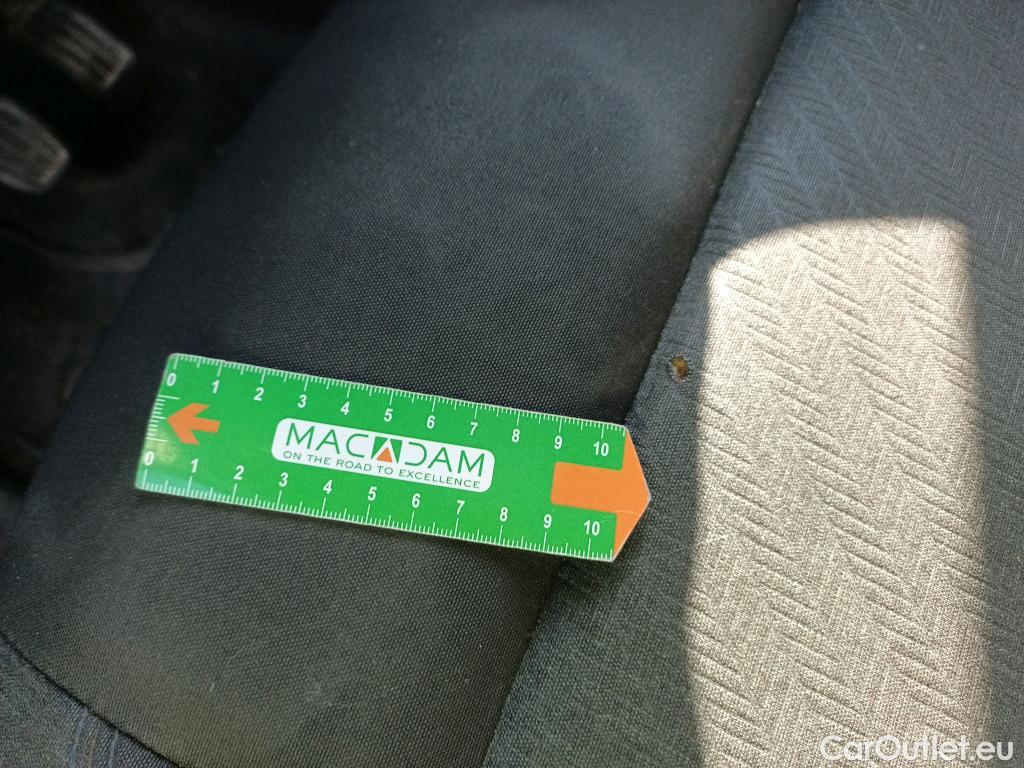 0 1 2 3 4 5 6 7 8 9 10
MACADAM
ON THE ROAD TO EXCELLENCE
0 1 2 3 4 5 6 7 8 9 10
CarOutlet.eu